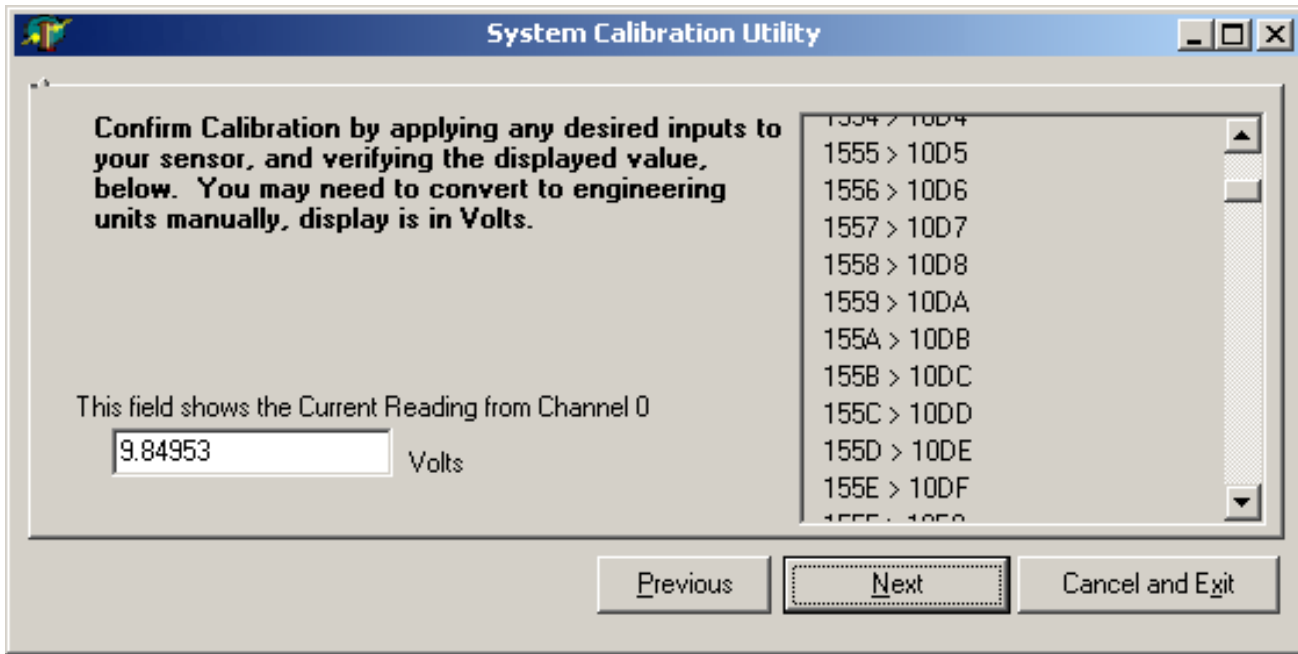 System Calibration Utility
Confirm Calibration by applying any desired inputs to
your sensor, and verifying the displayed value,
below. You may need to convert to engineering
units manually, display is in Volts.
1555 > 10D5
1556 > 10D6
1557 > 10D7
1558 > 10D8
1559 > 10DA
155A > 10DB
155B > 10DC
155C > 10DD
155D > 10DE
155E > 10DF
This field shows the Current Reading from Channel 0
9.84953
Volts
Previous
Next
Cancel and Exit